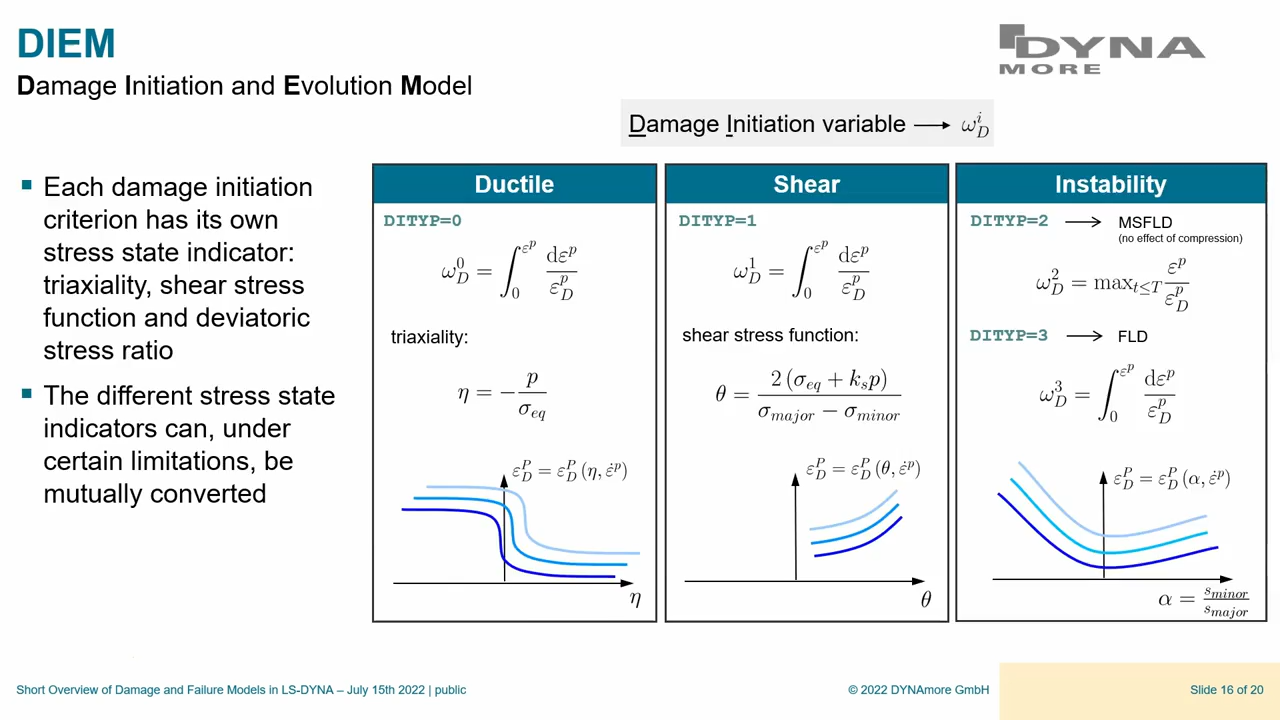 DIEM
DYNA
MORE
Damage Initiation and Evolution Model
Damage Initiation variable ⟶ ω_D^i
▪ Each damage initiation
criterion has its own
stress state indicator:
triaxiality, shear stress
function and deviatoric
stress ratio
▪ The different stress state
indicators can, under
certain limitations, be
mutually converted
Ductile
DITYP=0
ω_D^0 = ∫_0^{ε^p} dε^p / ε_D^p
triaxiality:
η = − p / σ_eq
ε_D^P = ε_D^P (η, ε̇^p)
η
Shear
DITYP=1
ω_D^1 = ∫_0^{ε^p} dε^p / ε_D^p
shear stress function:
θ = 2 (σ_eq + k_s p) / (σ_major − σ_minor)
ε_D^P = ε_D^P (θ, ε̇^p)
θ
Instability
DITYP=2 ⟶ MSFLD
(no effect of compression)
ω_D^2 = max_{t≤T} ε^p / ε_D^p
DITYP=3 ⟶ FLD
ω_D^3 = ∫_0^{ε^p} dε^p / ε_D^p
ε_D^P = ε_D^P (α, ε̇^p)
α = s_minor / s_major
Short Overview of Damage and Failure Models in LS-DYNA – July 15th 2022 | public
© 2022 DYNAmore GmbH
Slide 16 of 20